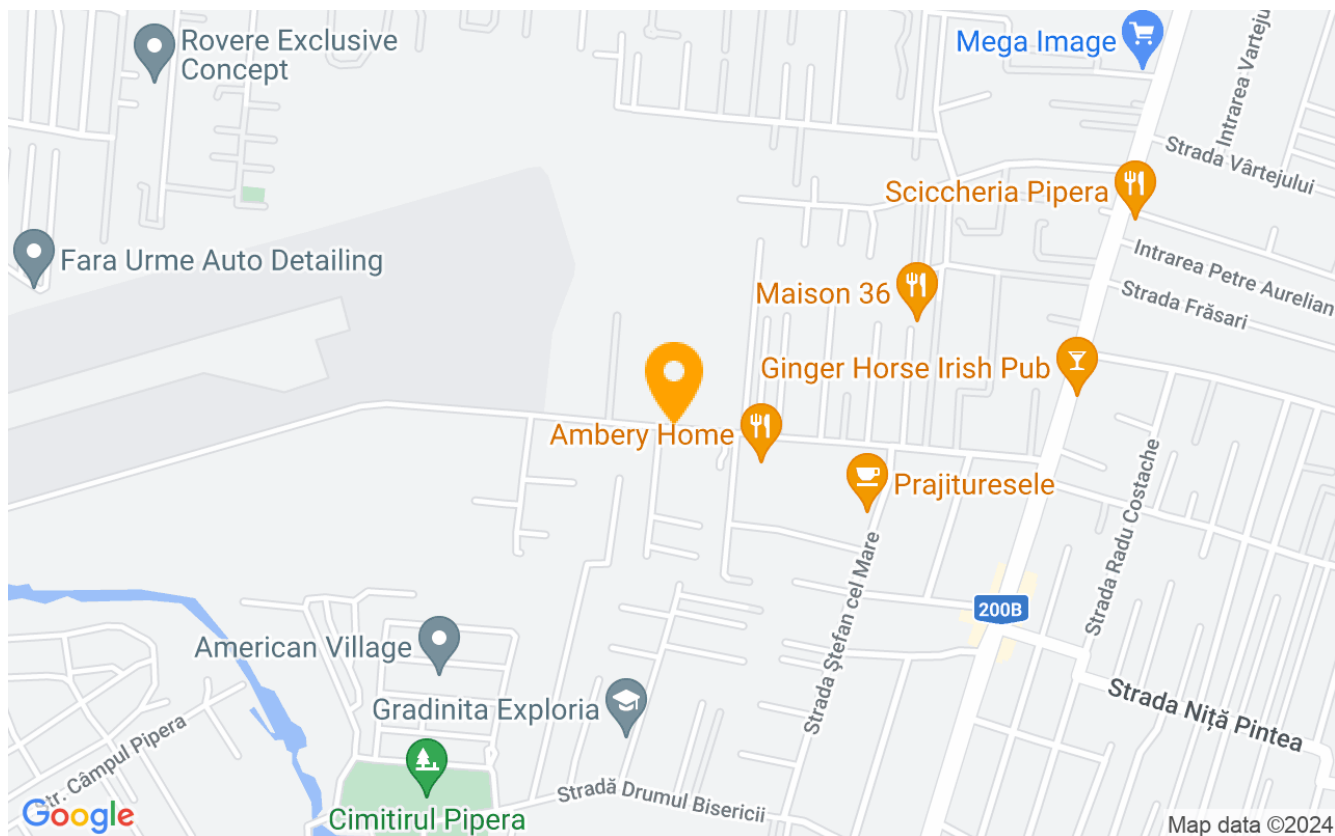 Rovere Exclusive
Concept
Mega Image
Intrarea Varteju
Strada Vârtejului
Sciccheria Pipera
Fara Urme Auto Detailing
Intrarea Petre Aurelian
Maison 36
Strada Frăsari
Ginger Horse Irish Pub
Ambery Home
Prajituresele
Strada Radu Costache
Strada Ștefan cel Mare
200B
American Village
Gradinita Exploria
Strada Niță Pintea
Str. Câmpul Pipera
Stradă Drumul Bisericii
Cimitirul Pipera
Google
Map data ©2024